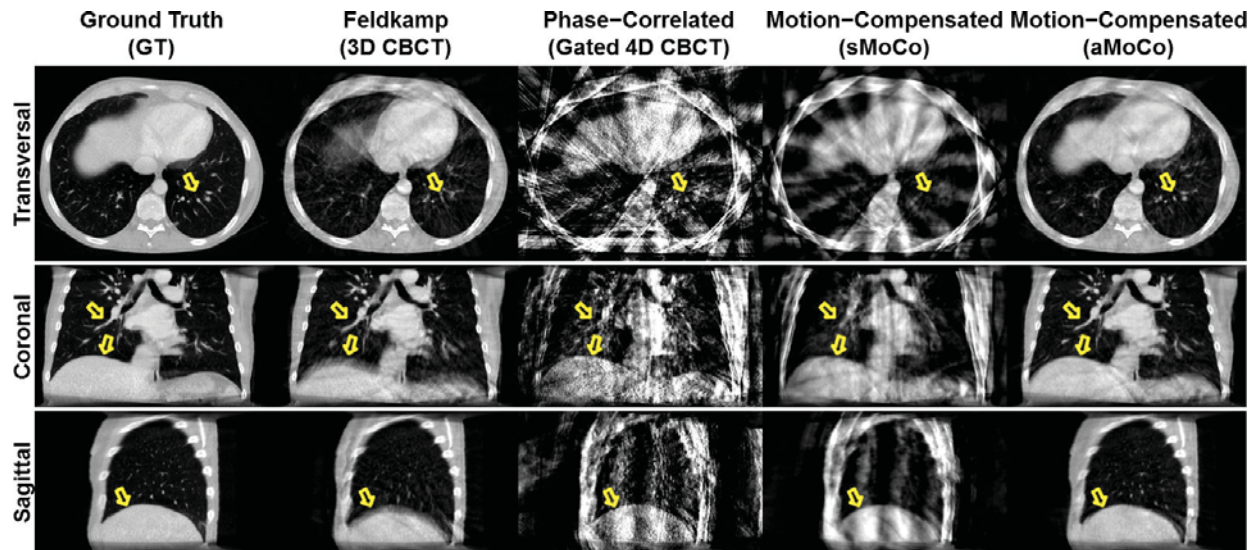 Ground Truth
(GT)
Feldkamp
(3D CBCT)
Phase−Correlated
(Gated 4D CBCT)
Motion−Compensated
(sMoCo)
Motion−Compensated
(aMoCo)
Transversal
Coronal
Sagittal